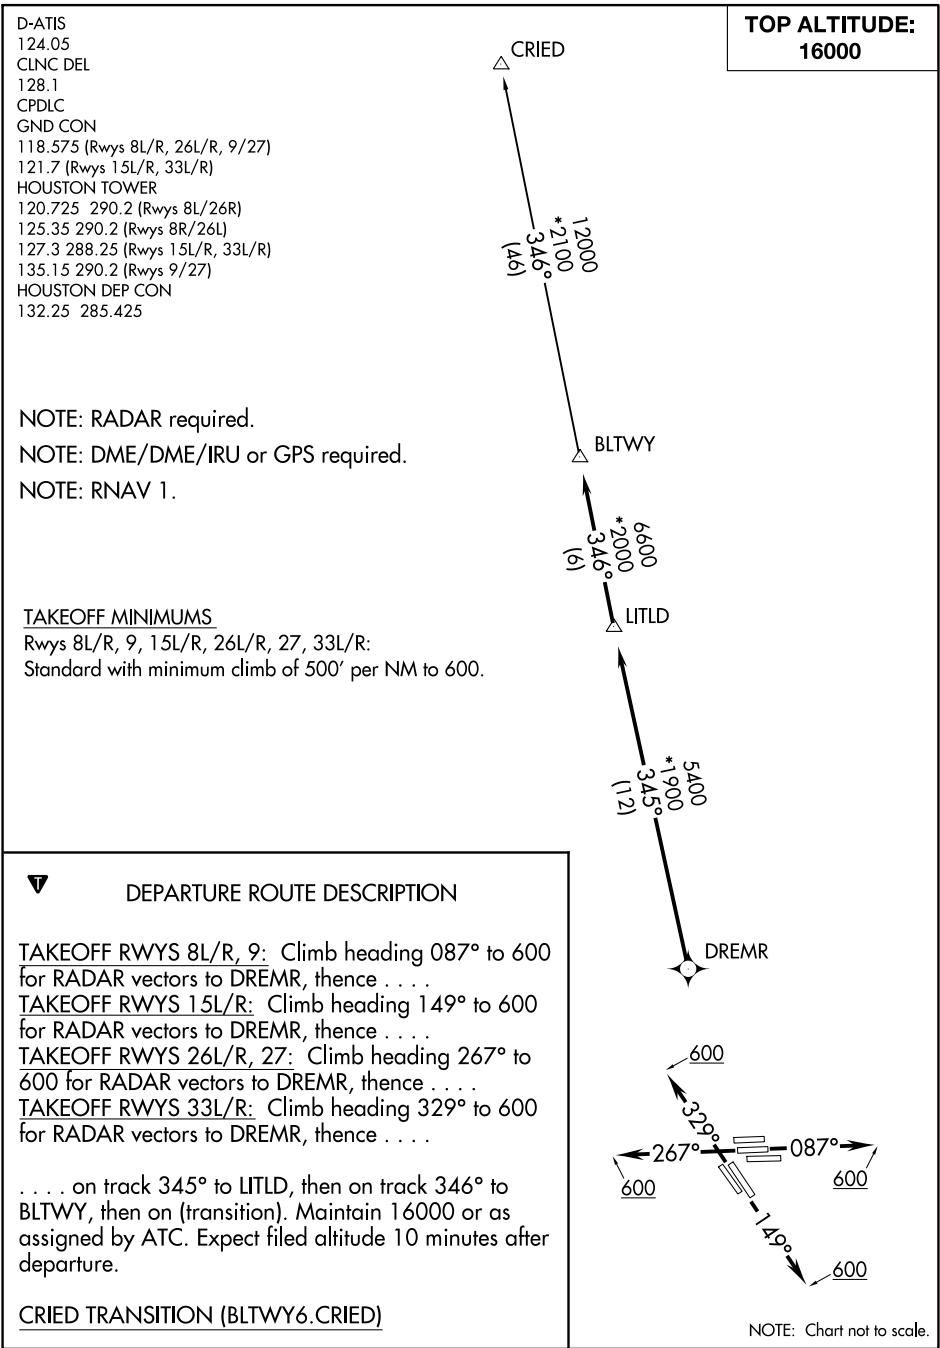 D-ATIS
124.05
CLNC DEL
128.1
CPDLC
GND CON
118.575 (Rwys 8L/R, 26L/R, 9/27)
121.7 (Rwys 15L/R, 33L/R)
HOUSTON TOWER
120.725 290.2 (Rwys 8L/26R)
125.35 290.2 (Rwys 8R/26L)
127.3 288.25 (Rwys 15L/R, 33L/R)
135.15 290.2 (Rwys 9/27)
HOUSTON DEP CON
132.25 285.425
TOP ALTITUDE:
16000
CRIED
12000
*2100
346°
(46)
BLTWY
6600
*2000
346°
(6)
LITLD
5400
*1900
345°
(12)
DREMR
NOTE: RADAR required.
NOTE: DME/DME/IRU or GPS required.
NOTE: RNAV 1.
TAKEOFF MINIMUMS
Rwys 8L/R, 9, 15L/R, 26L/R, 27, 33L/R:
Standard with minimum climb of 500' per NM to 600.
T
DEPARTURE ROUTE DESCRIPTION
TAKEOFF RWYS 8L/R, 9: Climb heading 087° to 600
for RADAR vectors to DREMR, thence . . . .
TAKEOFF RWYS 15L/R: Climb heading 149° to 600
for RADAR vectors to DREMR, thence . . . .
TAKEOFF RWYS 26L/R, 27: Climb heading 267° to
600 for RADAR vectors to DREMR, thence . . . .
TAKEOFF RWYS 33L/R: Climb heading 329° to 600
for RADAR vectors to DREMR, thence . . . .
. . . . on track 345° to LITLD, then on track 346° to
BLTWY, then on (transition). Maintain 16000 or as
assigned by ATC. Expect filed altitude 10 minutes after
departure.
CRIED TRANSITION (BLTWY6.CRIED)
600
329°
267°
087°
600
600
149°
600
NOTE: Chart not to scale.